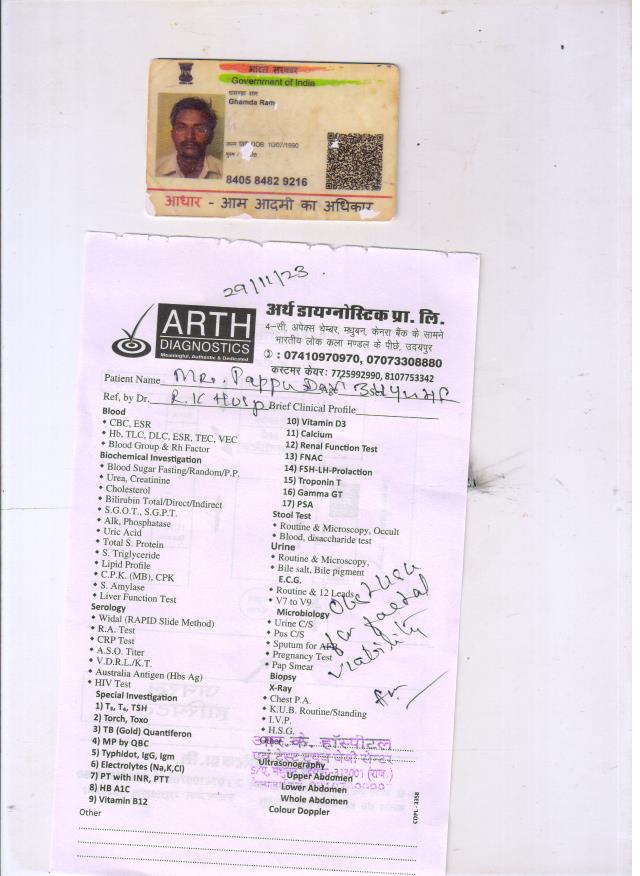 भारत सरकार
Government of India
Ghamda Ram
DOB: 10/07/1990
8405 8482 9216
आधार - आम आदमी का अधिकार
29/11/23
ARTH
DIAGNOSTICS
Meaningful, Authentic & Dedicated
अर्थ डायग्नोस्टिक प्रा. लि.
4-सी, अपेक्स चेम्बर, मधुबन, केनरा बैंक के सामने
भारतीय लोक कला मण्डल के पीछे, उदयपुर
: 07410970970, 07073308880
कस्टमर केयर: 7725992990, 8107753342
Patient Name Mrs. Pappu
Ref, by Dr. R.K Hosp Brief Clinical Profile
Blood
CBC, ESR
Hb, TLC, DLC, ESR, TEC, VEC
Blood Group & Rh Factor
Biochemical Investigation
Blood Sugar Fasting/Random/P.P.
Urea, Creatinine
Cholesterol
Bilirubin Total/Direct/Indirect
S.G.O.T., S.G.P.T.
Alk, Phosphatase
Uric Acid
Total S. Protein
S. Triglyceride
Lipid Profile
C.P.K. (MB), CPK
S. Amylase
Liver Function Test
Serology
Widal (RAPID Slide Method)
R.A. Test
CRP Test
A.S.O. Titer
V.D.R.L./K.T.
Australia Antigen (Hbs Ag)
HIV Test
Special Investigation
1) T₃, T₄, TSH
2) Torch, Toxo
3) TB (Gold) Quantiferon
4) MP by QBC
5) Typhidot, IgG, Igm
6) Electrolytes (Na,K,Cl)
7) PT with INR, PTT
8) HB A1C
9) Vitamin B12
Other
10) Vitamin D3
11) Calcium
12) Renal Function Test
13) FNAC
14) FSH-LH-Prolaction
15) Troponin T
16) Gamma GT
17) PSA
Stool Test
Routine & Microscopy, Occult
Blood, disaccharide test
Urine
Routine & Microscopy,
Bile salt, Bile pigment
E.C.G.
Routine & 12 Leads
V7 to V9
Microbiology
Urine C/S
Pus C/S
Sputum for AFB
Pregnancy Test
Pap Smear
Biopsy
X-Ray
Chest P.A.
K.U.B. Routine/Standing
I.V.P.
H.S.G.
Obst USG
for faetal
viability
आर.के. हॉस्पीटल
एवं टेस्ट ट्यूब बेबी सेन्टर
Ultrasonography
Upper Abdomen
Lower Abdomen
Whole Abdomen
Colour Doppler
COPL - 3358